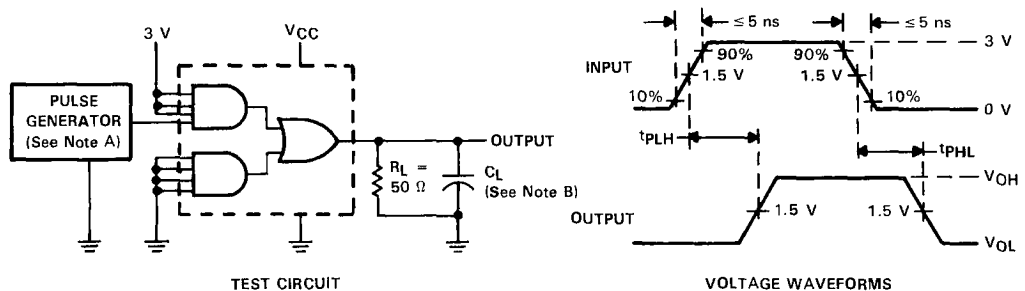 3 V
VCC
PULSE
GENERATOR
(See Note A)
OUTPUT
RL =
50 Ω
CL
(See Note B)
TEST CIRCUIT
≤5 ns
≤5 ns
3 V
90%
90%
INPUT
1.5 V
1.5 V
10%
10%
0 V
tPLH
tPHL
VOH
OUTPUT
1.5 V
1.5 V
VOL
VOLTAGE WAVEFORMS